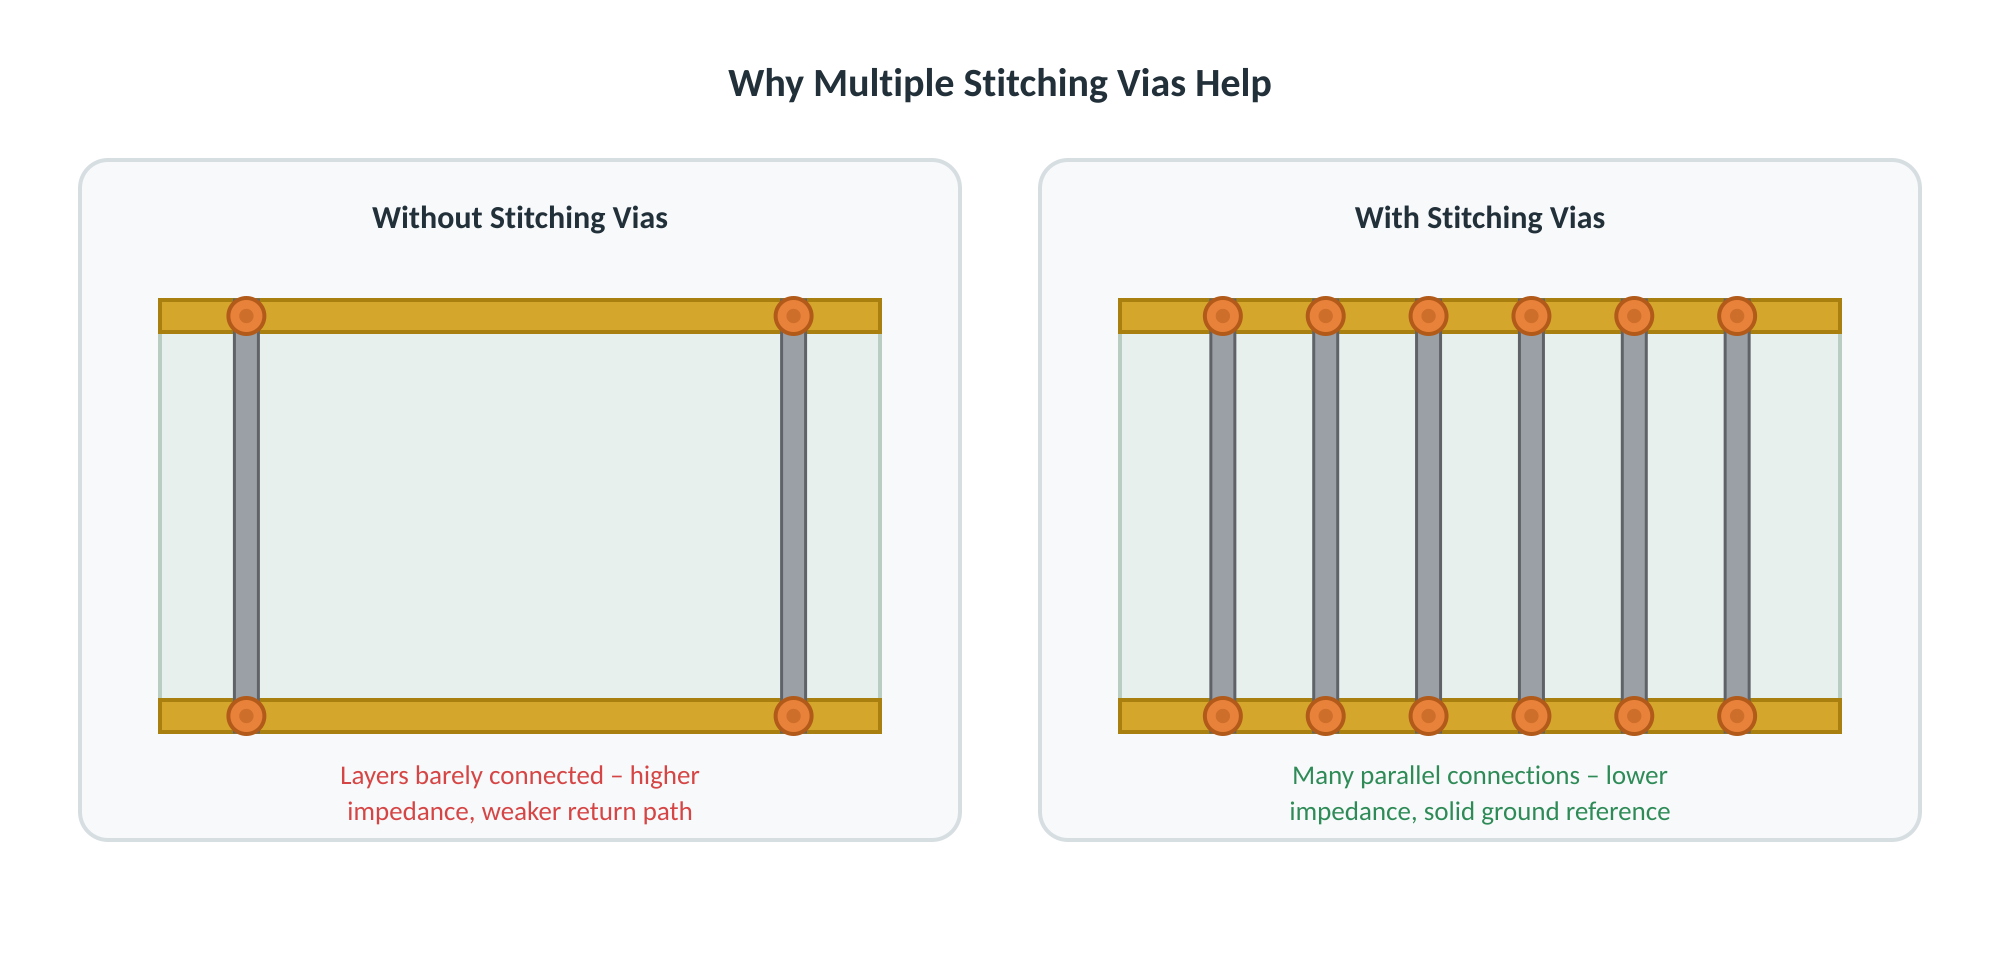 Why Multiple Stitching Vias Help
Without Stitching Vias
Layers barely connected – higher
impedance, weaker return path
With Stitching Vias
Many parallel connections – lower
impedance, solid ground reference